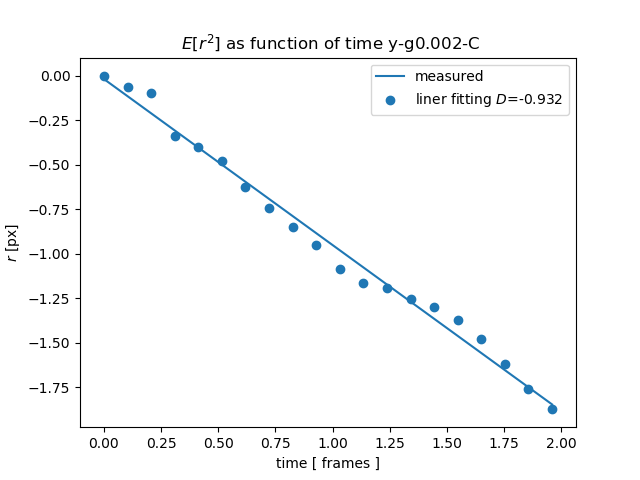 E[r²] as function of time y-g0.002-C
measured
liner fitting D=-0.932
0.00
−0.25
−0.50
−0.75
−1.00
−1.25
−1.50
−1.75
r [px]
0.00 0.25 0.50 0.75 1.00 1.25 1.50 1.75 2.00
time [ frames ]